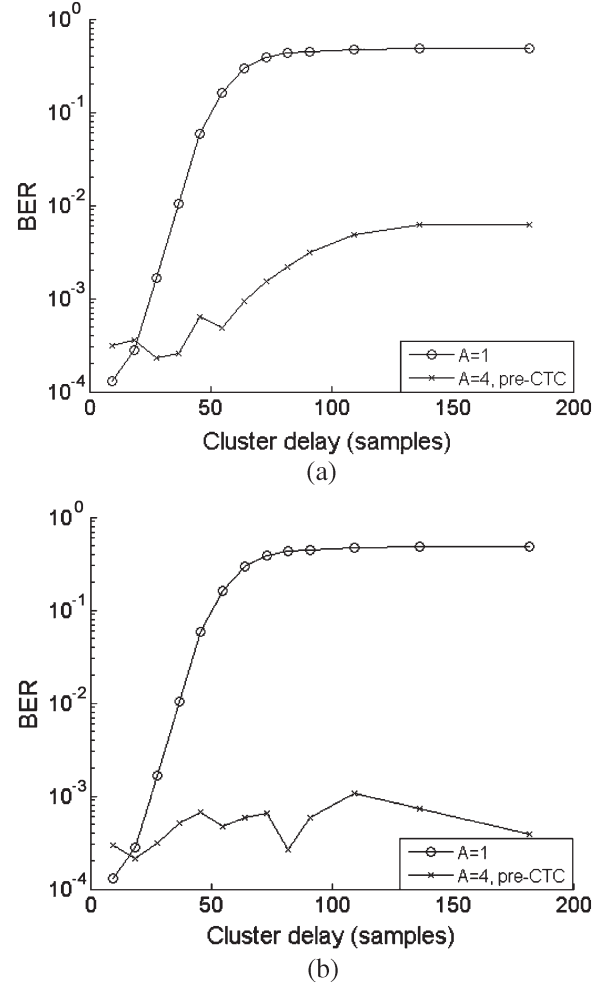 10^0
10^-1
10^-2
10^-3
10^-4
BER
0
50
100
150
200
Cluster delay (samples)
A=1
A=4, pre-CTC
(a)
10^0
10^-1
10^-2
10^-3
10^-4
BER
0
50
100
150
200
Cluster delay (samples)
A=1
A=4, pre-CTC
(b)